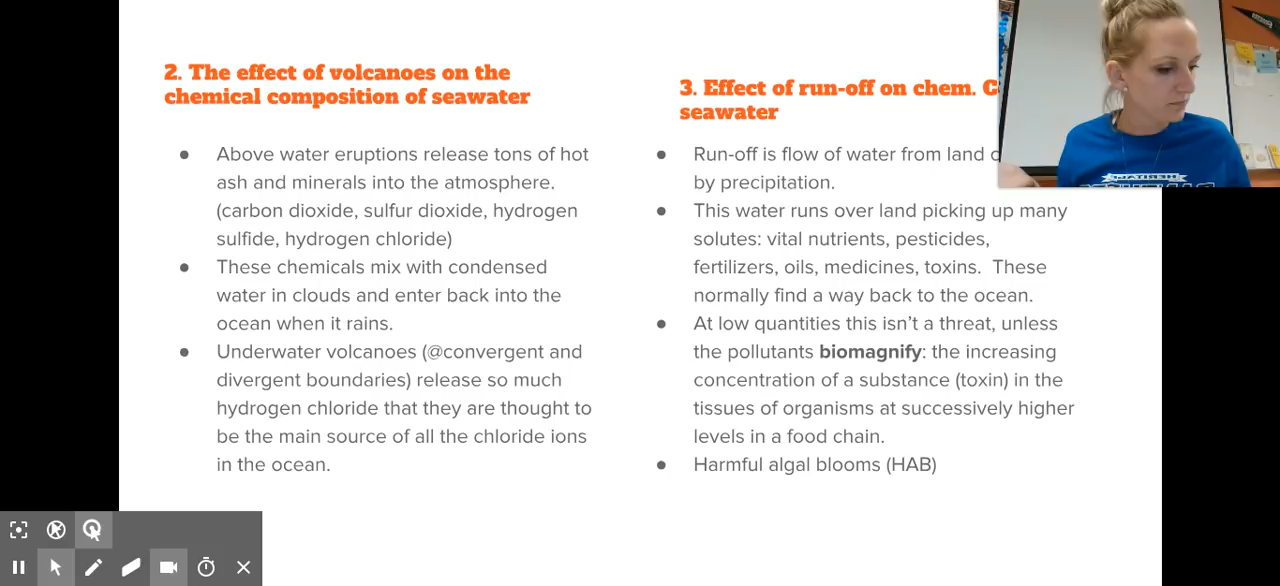 2. The effect of volcanoes on the
chemical composition of seawater
Above water eruptions release tons of hot
ash and minerals into the atmosphere.
(carbon dioxide, sulfur dioxide, hydrogen
sulfide, hydrogen chloride)
These chemicals mix with condensed
water in clouds and enter back into the
ocean when it rains.
Underwater volcanoes (@convergent and
divergent boundaries) release so much
hydrogen chloride that they are thought to
be the main source of all the chloride ions
in the ocean.
3. Effect of run-off on chem.
seawater
Run-off is flow of water from land
by precipitation.
This water runs over land picking up many
solutes: vital nutrients, pesticides,
fertilizers, oils, medicines, toxins. These
normally find a way back to the ocean.
At low quantities this isn't a threat, unless
the pollutants biomagnify: the increasing
concentration of a substance (toxin) in the
tissues of organisms at successively higher
levels in a food chain.
Harmful algal blooms (HAB)
HERITAGE